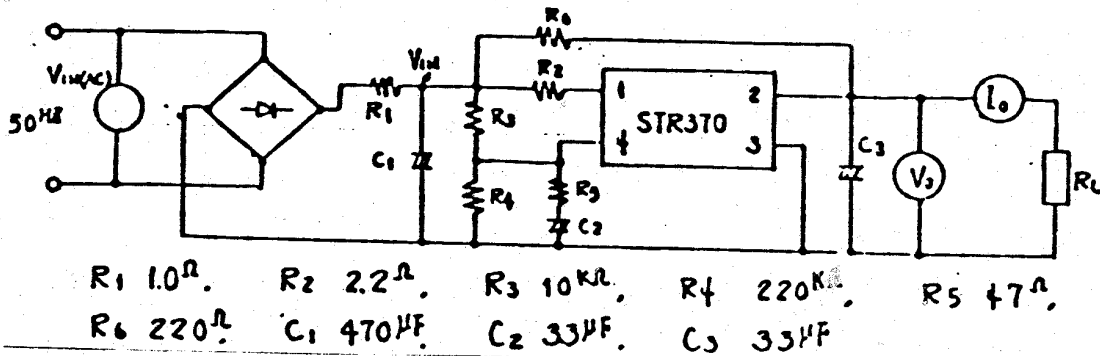 VIN(AC)
50HZ
R1
VIN
C1
R6
R2
R3
R4
R5
C2
1 2
STR370
4 3
C3
V0
I0
RL
R1 1.0Ω. R2 2.2Ω. R3 10KΩ. R4 220KΩ. R5 47Ω.
R6 220Ω. C1 470μF. C2 33μF. C3 33μF